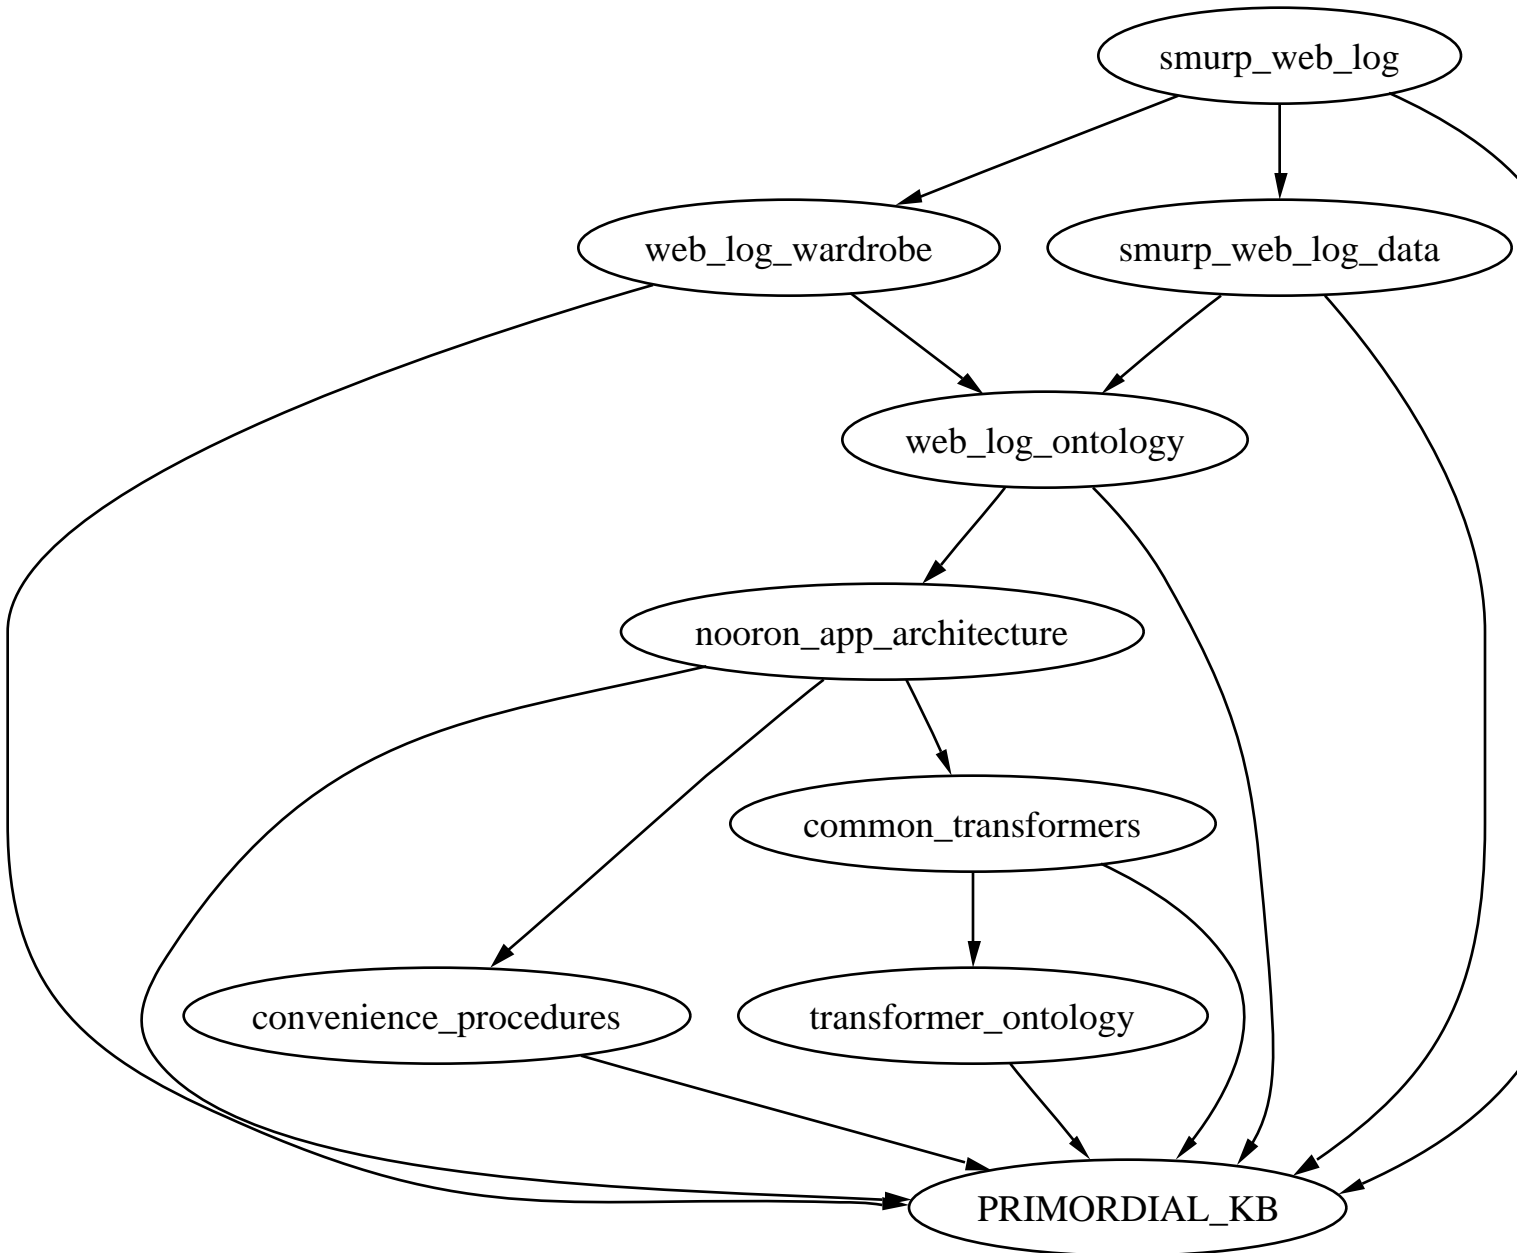 smurp_web_log
web_log_wardrobe
smurp_web_log_data
web_log_ontology
nooron_app_architecture
common_transformers
convenience_procedures
transformer_ontology
PRIMORDIAL_KB